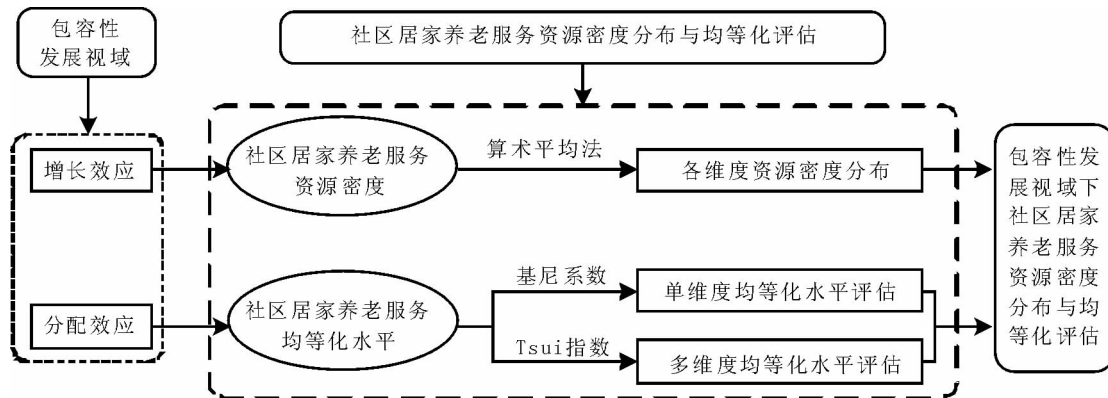 包容性
发展视域
社区居家养老服务资源密度分布与均等化评估
增长效应
社区居家养老服务
资源密度
算术平均法
各维度资源密度分布
分配效应
社区居家养老服务
均等化水平
基尼系数
单维度均等化水平评估
Tsui指数
多维度均等化水平评估
包容性发
展视域下
社区居家
养老服务
资源密度
分布与均
等化评估